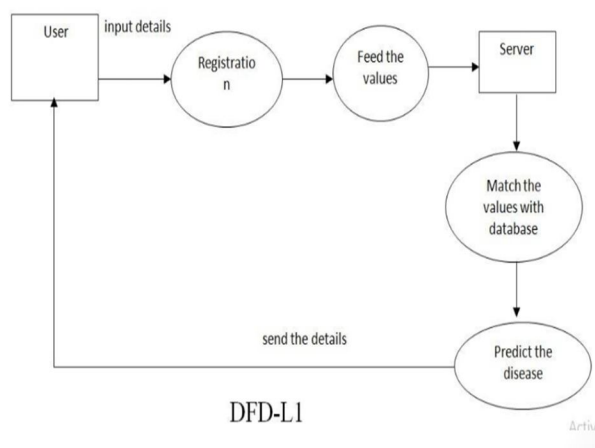 User
input details
Registratio
n
Feed the
values
Server
Match the
values with
database
Predict the
disease
send the details
DFD-L1
Activ